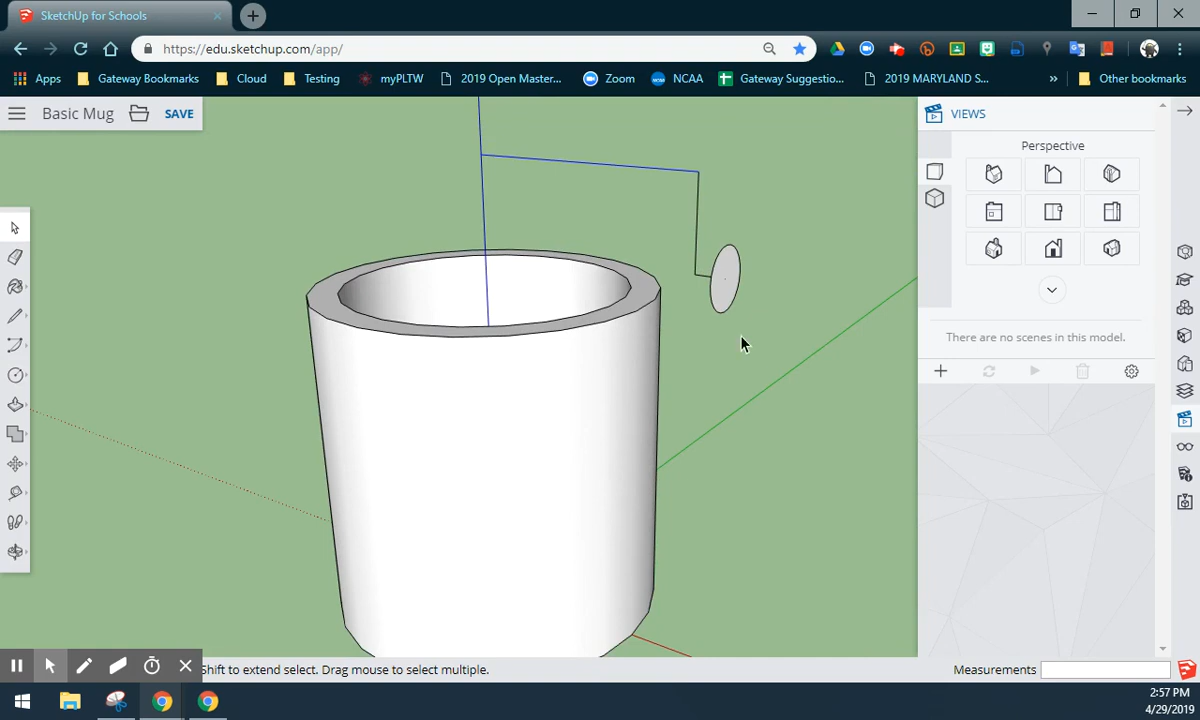 SketchUp for Schools
https://edu.sketchup.com/app/
Apps Gateway Bookmarks Cloud Testing myPLTW 2019 Open Master... Zoom NCAA Gateway Suggestio... 2019 MARYLAND S... » Other bookmarks
Basic Mug SAVE
VIEWS
Perspective
There are no scenes in this model.
Shift to extend select. Drag mouse to select multiple.
Measurements
2:57 PM
4/29/2019